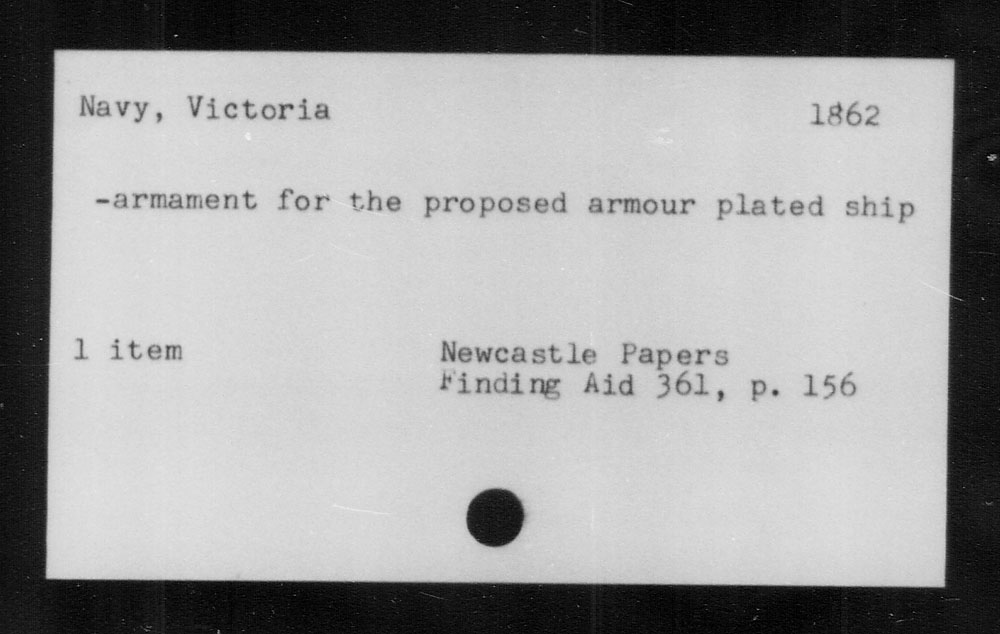 Navy, Victoria 1862
-armament for the proposed armour plated ship
1 item Newcastle Papers
Finding Aid 361, p. 156